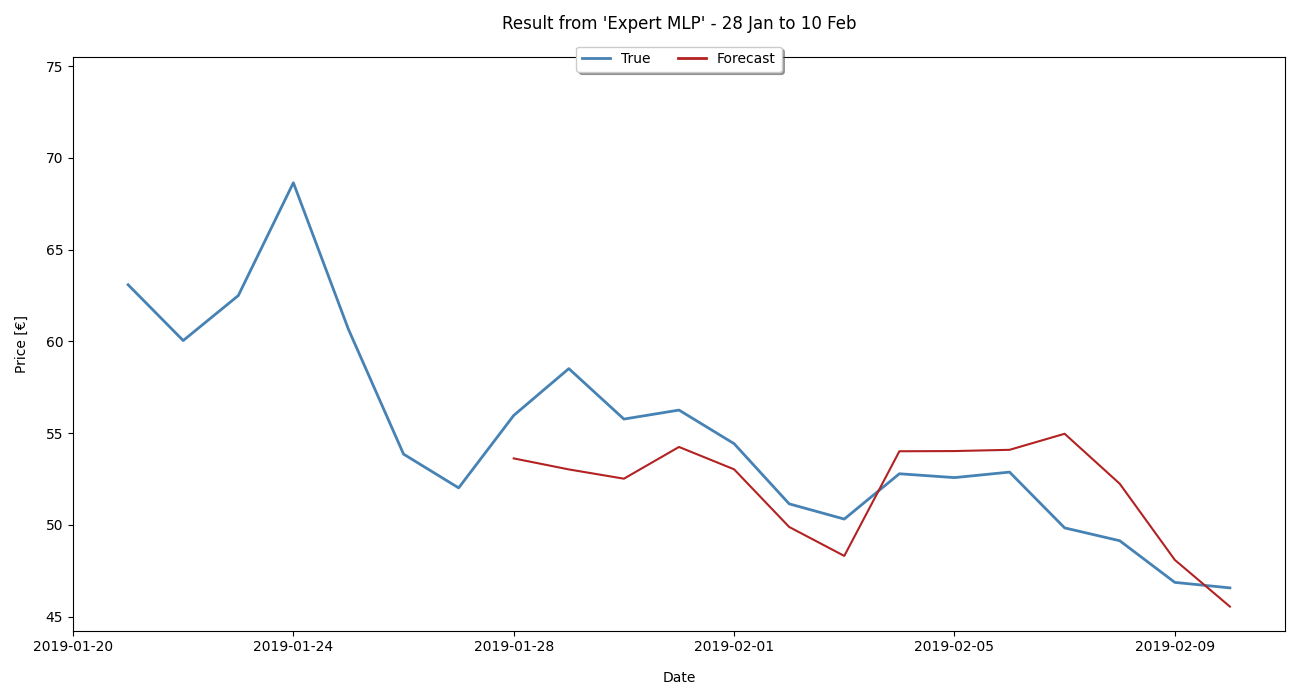 Result from 'Expert MLP' - 28 Jan to 10 Feb
True
Forecast
75
70
65
60
55
50
45
Price [€]
2019-01-20
2019-01-24
2019-01-28
2019-02-01
2019-02-05
2019-02-09
Date